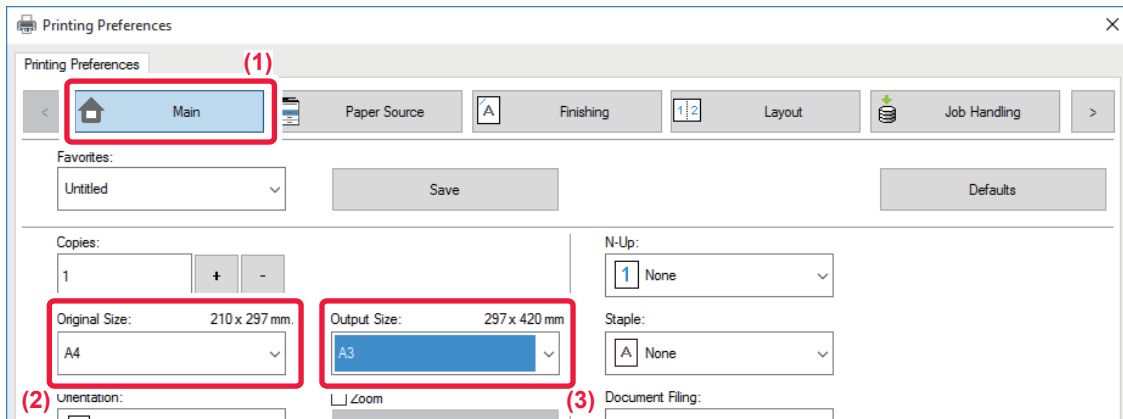 Printing Preferences
Printing Preferences
(1)
< Main Paper Source Finishing Layout Job Handling >
Favorites:
Untitled Save Defaults
Copies: N-Up:
1 + - 1 None
Original Size: 210 x 297 mm. Output Size: 297 x 420 mm Staple:
A4 A3 A None
(2) Orientation: Zoom (3) Document Filing: